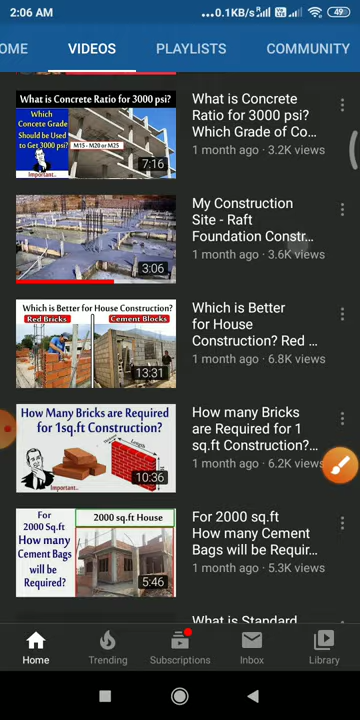 2:06 AM
...0.1KB/s
49
OME
VIDEOS
PLAYLISTS
COMMUNITY
What is Concrete Ratio for 3000 psi?
Which
Concrete Grade
Should be Used
to Get 3000 psi?
M15 - M20 or M25
Important..
7:16
What is Concrete
Ratio for 3000 psi?
Which Grade of Co...
1 month ago · 3.2K views
3:06
My Construction
Site - Raft
Foundation Constr...
1 month ago · 3.6K views
Which is Better for House Construction?
Red Bricks
Cement Blocks
13:31
Which is Better
for House
Construction? Red ...
1 month ago · 6.8K views
How Many Bricks are Required
for 1sq.ft Construction?
Length
Important..
10:36
How many Bricks
are Required for 1
sq.ft Construction?...
1 month ago · 6.2K views
For
2000 Sq.ft
How many
Cement Bags
will be
Required?
2000 sq.ft House
5:46
For 2000 sq.ft
How many Cement
Bags will be Requir...
1 month ago · 5.3K views
What is Standard
Home
Trending
Subscriptions
Inbox
Library